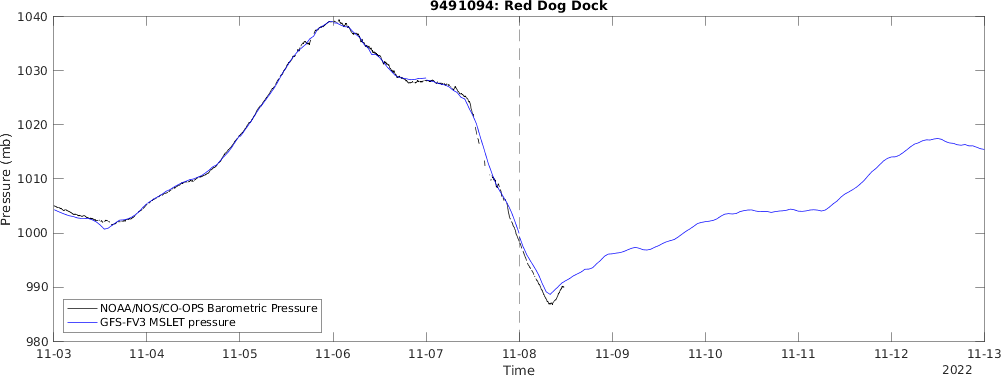 9491094: Red Dog Dock
Pressure (mb)
1040
1030
1020
1010
1000
990
980
NOAA/NOS/CO-OPS Barometric Pressure
GFS-FV3 MSLET pressure
11-03 11-04 11-05 11-06 11-07 11-08 11-09 11-10 11-11 11-12 11-13
Time
2022